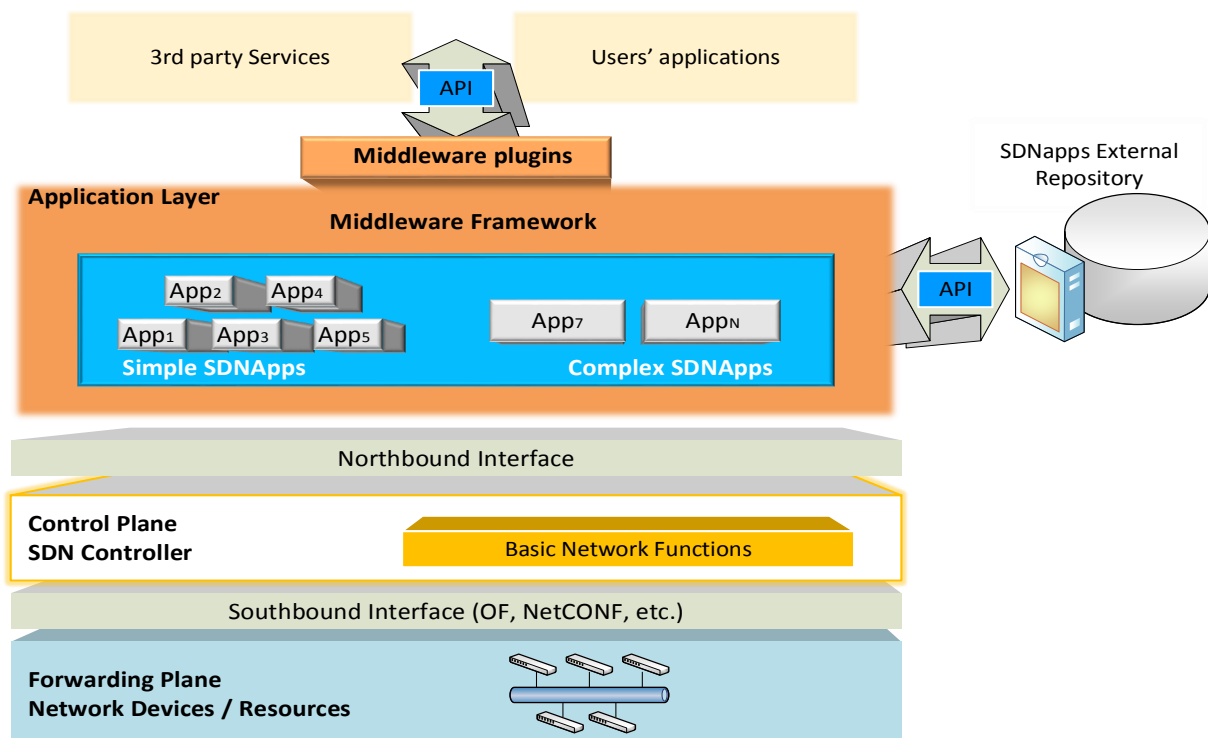 3rd party Services
Users’ applications
API
Middleware plugins
SDNapps External
Repository
Application Layer
Middleware Framework
API
App2
App4
App7
AppN
App1
App3
App5
Simple SDNApps
Complex SDNApps
Northbound Interface
Control Plane
SDN Controller
Basic Network Functions
Southbound Interface (OF, NetCONF, etc.)
Forwarding Plane
Network Devices / Resources